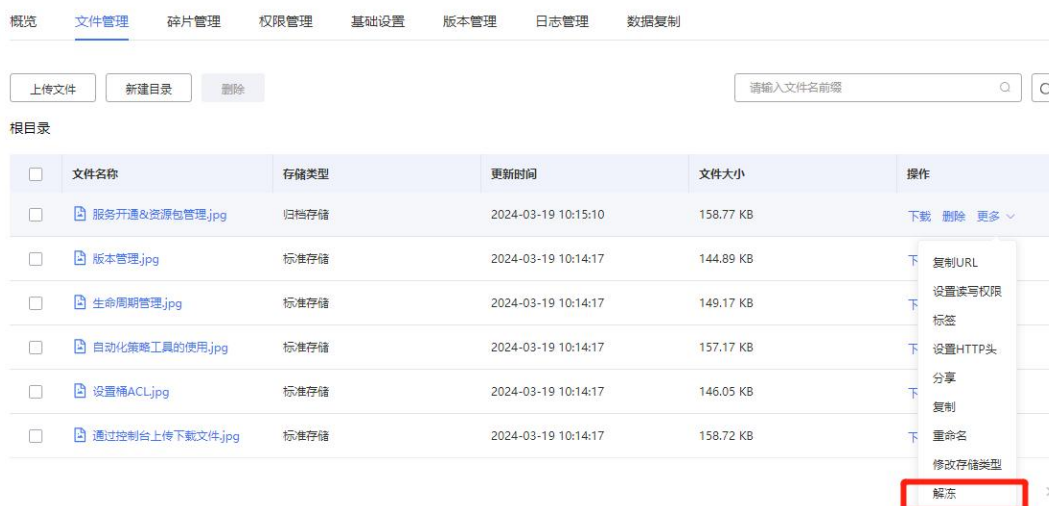 概览 文件管理 碎片管理 权限管理 基础设置 版本管理 日志管理 数据复制
上传文件 新建目录 删除 请输入文件名前缀
根目录
文件名称 存储类型 更新时间 文件大小 操作
服务开通&资源包管理.jpg 归档存储 2024-03-19 10:15:10 158.77 KB 下载 删除 更多
版本管理.jpg 标准存储 2024-03-19 10:14:17 144.89 KB 下
生命周期管理.jpg 标准存储 2024-03-19 10:14:17 149.17 KB 下
自动化策略工具的使用.jpg 标准存储 2024-03-19 10:14:17 157.17 KB 下
设置桶ACL.jpg 标准存储 2024-03-19 10:14:17 146.05 KB 下
通过控制台上传下载文件.jpg 标准存储 2024-03-19 10:14:17 158.72 KB 下
复制URL
设置读写权限
标签
设置HTTP头
分享
复制
重命名
修改存储类型
解冻